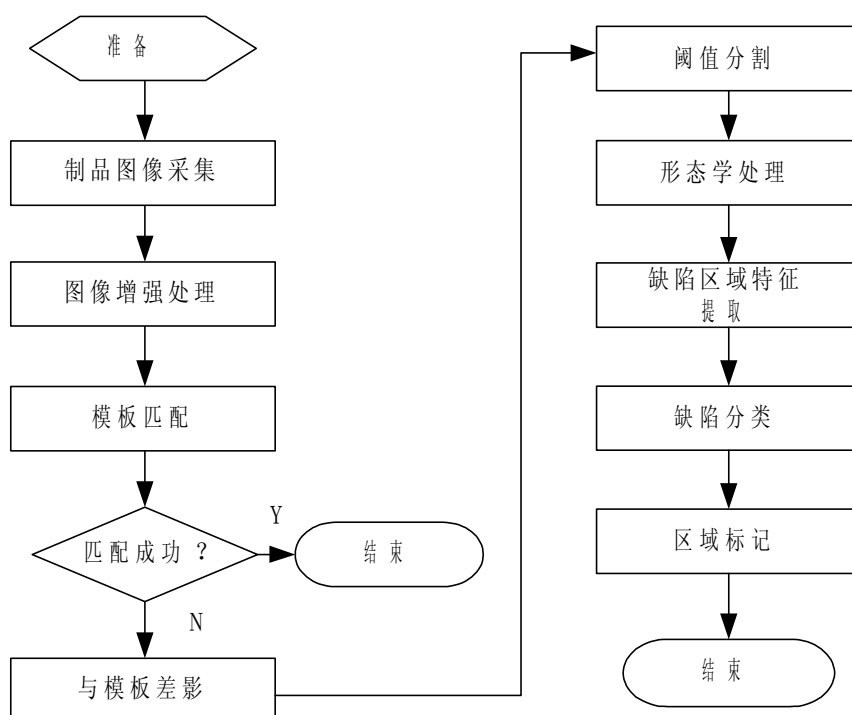 准备
制品图像采集
图像增强处理
模板匹配
匹配成功？
Y
结束
N
与模板差影
阈值分割
形态学处理
缺陷区域特征
提取
缺陷分类
区域标记
结束